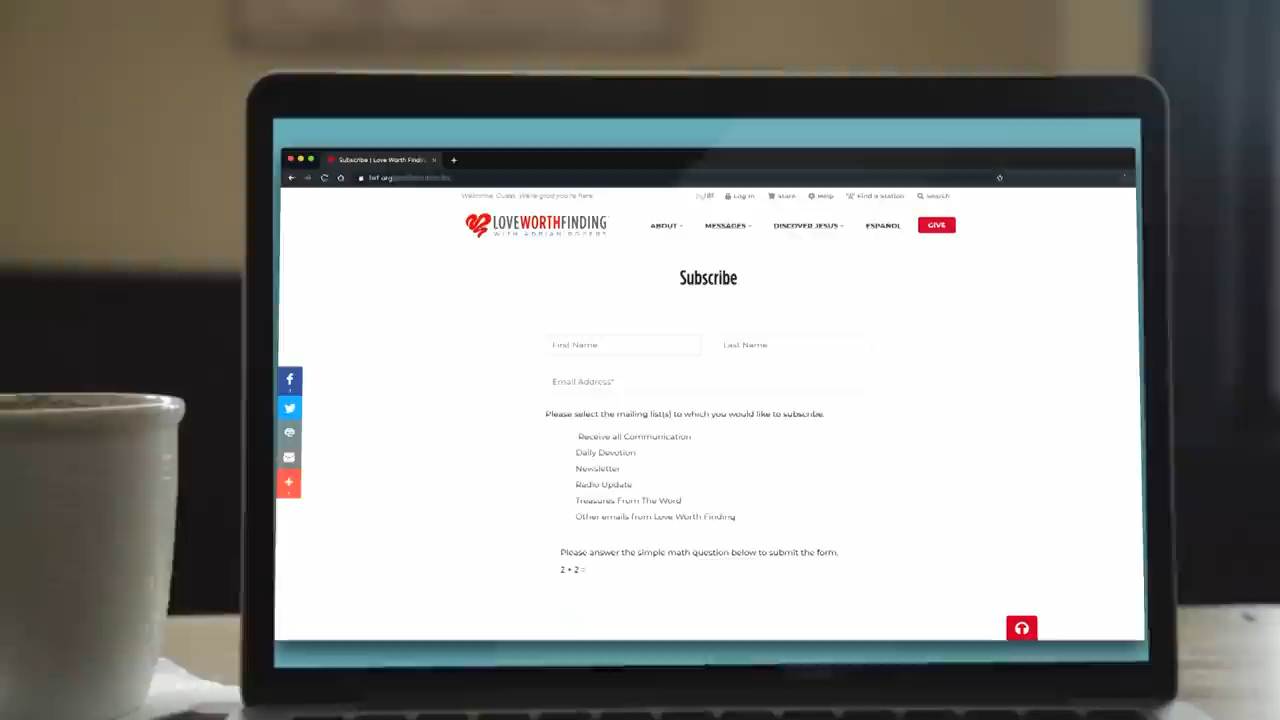 Subscribe | Love Worth Findi
lwf.org
Welcome, Guest. We're glad you're here.
Log In Store Help Find a Station Search
LOVEWORTHFINDING
WITH ADRIAN ROGERS
ABOUT MESSAGES DISCOVER JESUS ESPAÑOL GIVE
Subscribe
First Name Last Name
Email Address*
Please select the mailing list(s) to which you would like to subscribe.
Receive all Communication
Daily Devotion
Newsletter
Radio Update
Treasures From The Word
Other emails from Love Worth Finding
Please answer the simple math question below to submit the form.
2 + 2 =